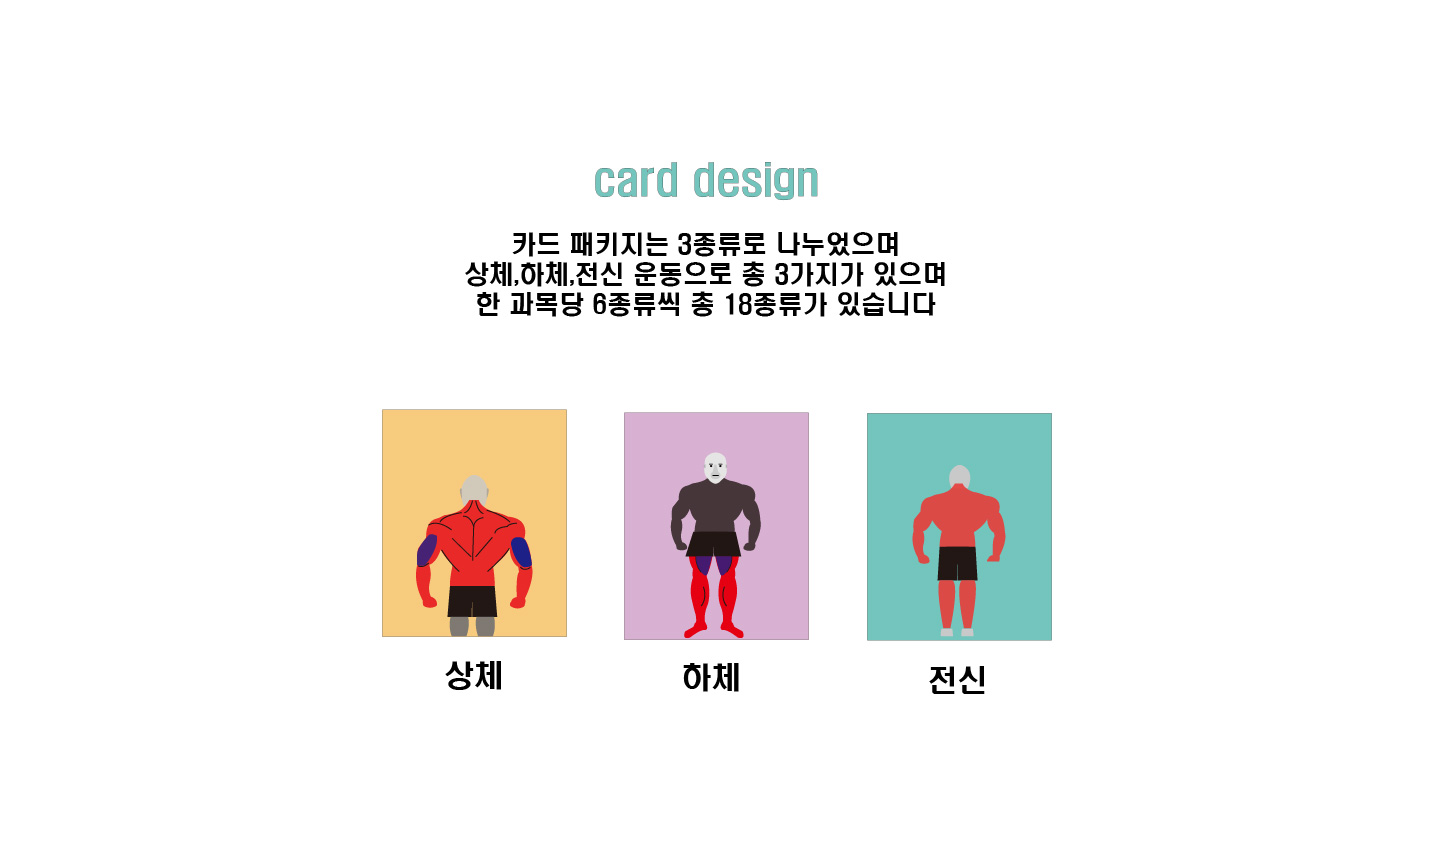 card design
카드 패키지는 3종류로 나누었으며
상체,하체,전신 운동으로 총 3가지가 있으며
한 과목당 6종류씩 총 18종류가 있습니다
상체
하체
전신